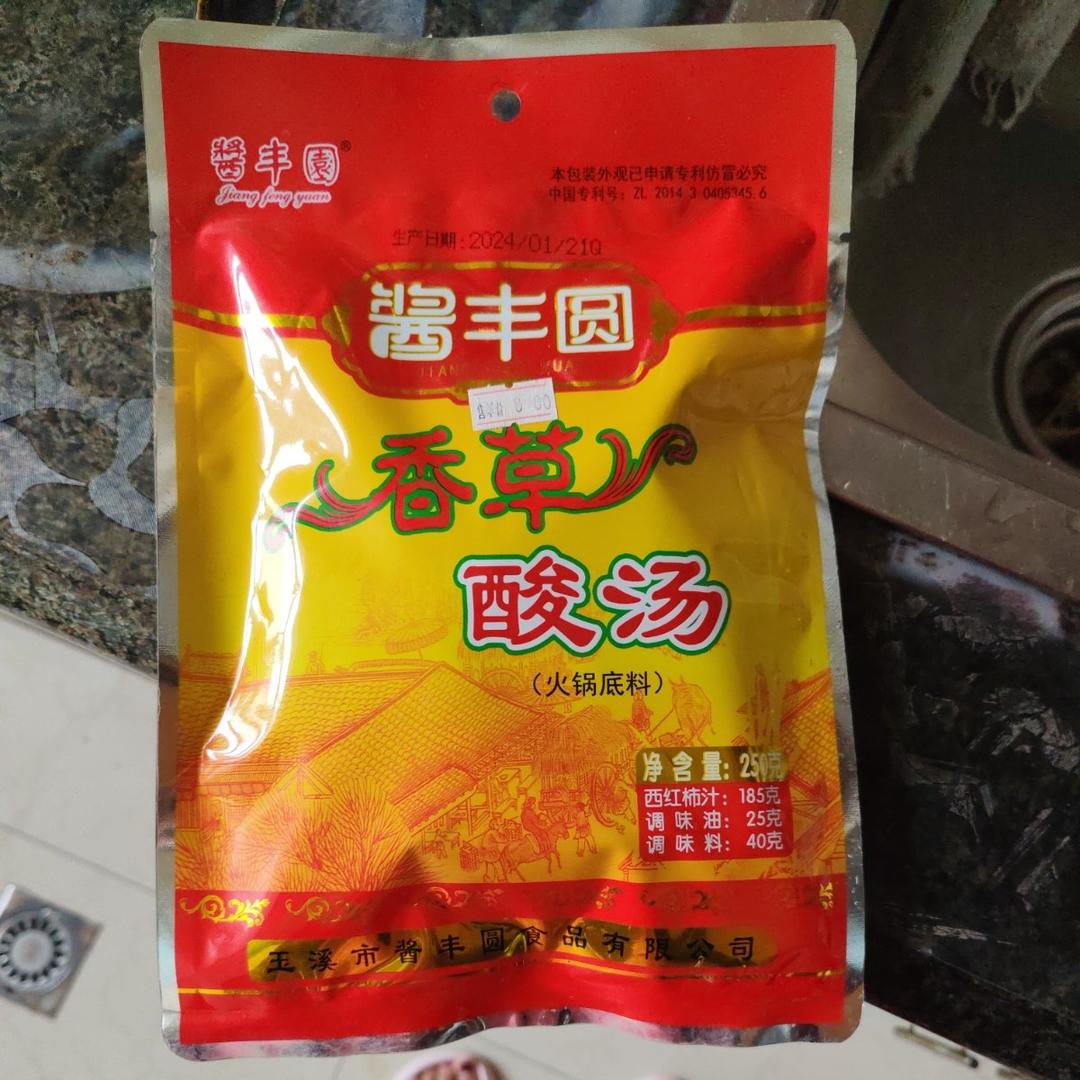 醬丰園®
Jiang feng yuan
本包装外观已申请专利仿冒必究
中国专利号：ZL 2014 3 0405345.6
生产日期：2024/01/21Q
酱丰圆
香草
酸汤
（火锅底料）
净含量：250克
西红柿汁：185克
调味油：25克
调味料：40克
玉溪市酱丰圆食品有限公司